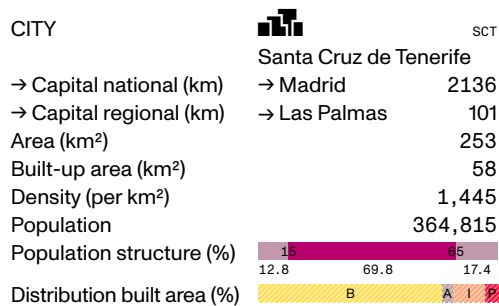 CITY SCT
Santa Cruz de Tenerife
→ Capital national (km) → Madrid 2136
→ Capital regional (km) → Las Palmas 101
Area (km²) 253
Built-up area (km²) 58
Density (per km²) 1,445
Population 364,815
Population structure (%) 15 65
12.8 69.8 17.4
Distribution built area (%) B A I P